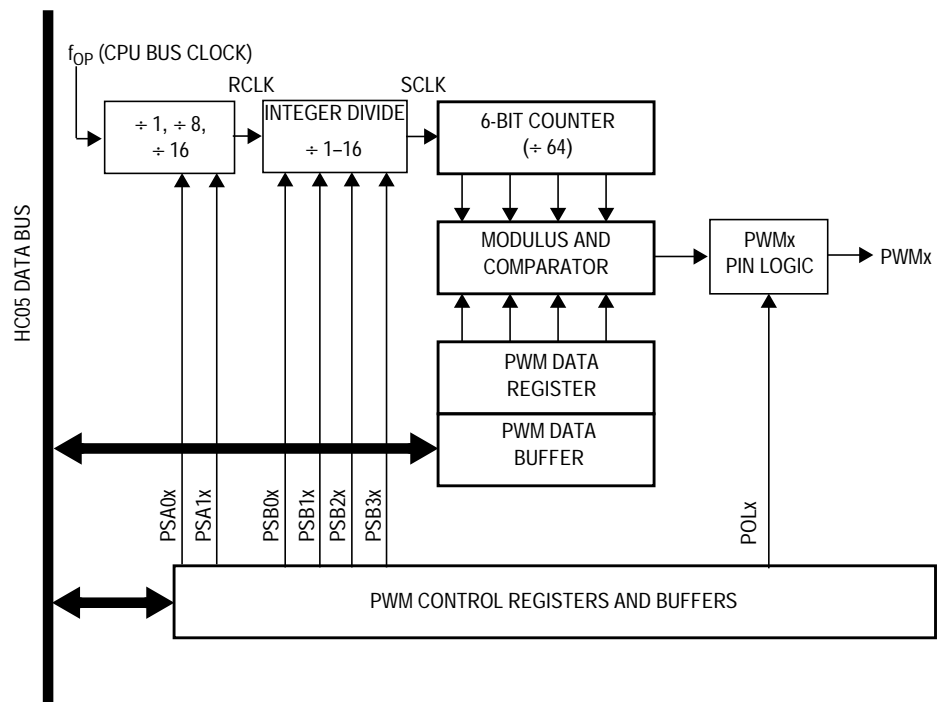 fOP (CPU BUS CLOCK)
RCLK
SCLK
÷ 1, ÷ 8,
÷ 16
INTEGER DIVIDE
÷ 1–16
6-BIT COUNTER
(÷ 64)
MODULUS AND
COMPARATOR
PWMx
PIN LOGIC
PWMx
HC05 DATA BUS
PWM DATA
REGISTER
PWM DATA
BUFFER
PSA0x
PSA1x
PSB0x
PSB1x
PSB2x
PSB3x
POLx
PWM CONTROL REGISTERS AND BUFFERS